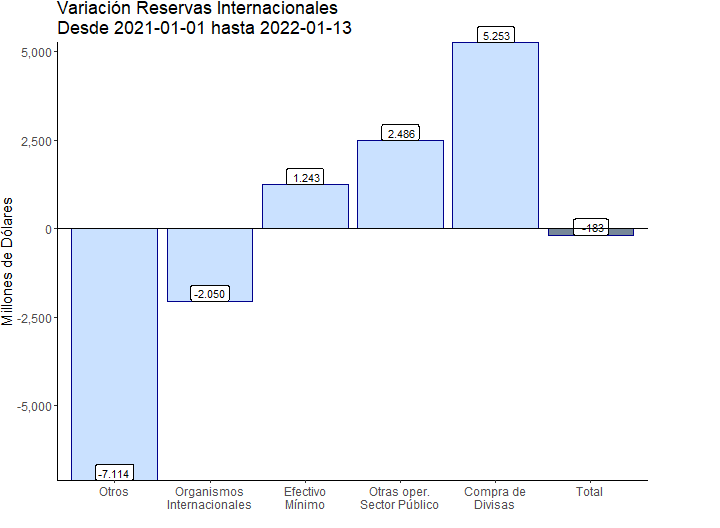 Variación Reservas Internacionales
Desde 2021-01-01 hasta 2022-01-13
Millones de Dólares
5,000
2,500
0
-2,500
-5,000
-7.114
-2.050
1.243
2.486
5.253
-183
Otros
Organismos
Internacionales
Efectivo
Mínimo
Otras oper.
Sector Público
Compra de
Divisas
Total